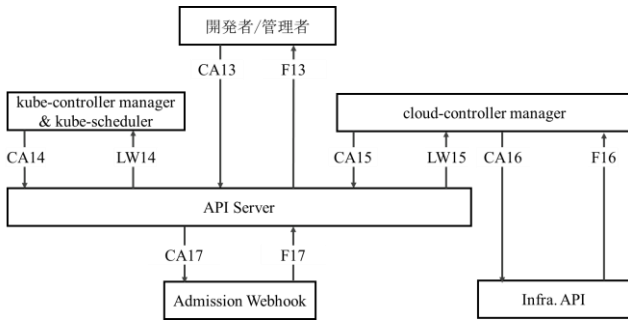 開発者/管理者
CA13
F13
kube-controller manager
& kube-scheduler
cloud-controller manager
CA14
LW14
CA15
LW15
CA16
F16
API Server
CA17
F17
Admission Webhook
Infra. API